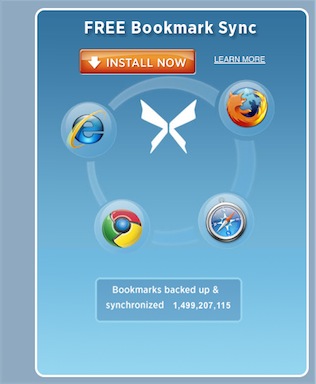 FREE Bookmark Sync
INSTALL NOW
LEARN MORE
Bookmarks backed up &
synchronized 1,499,207,115